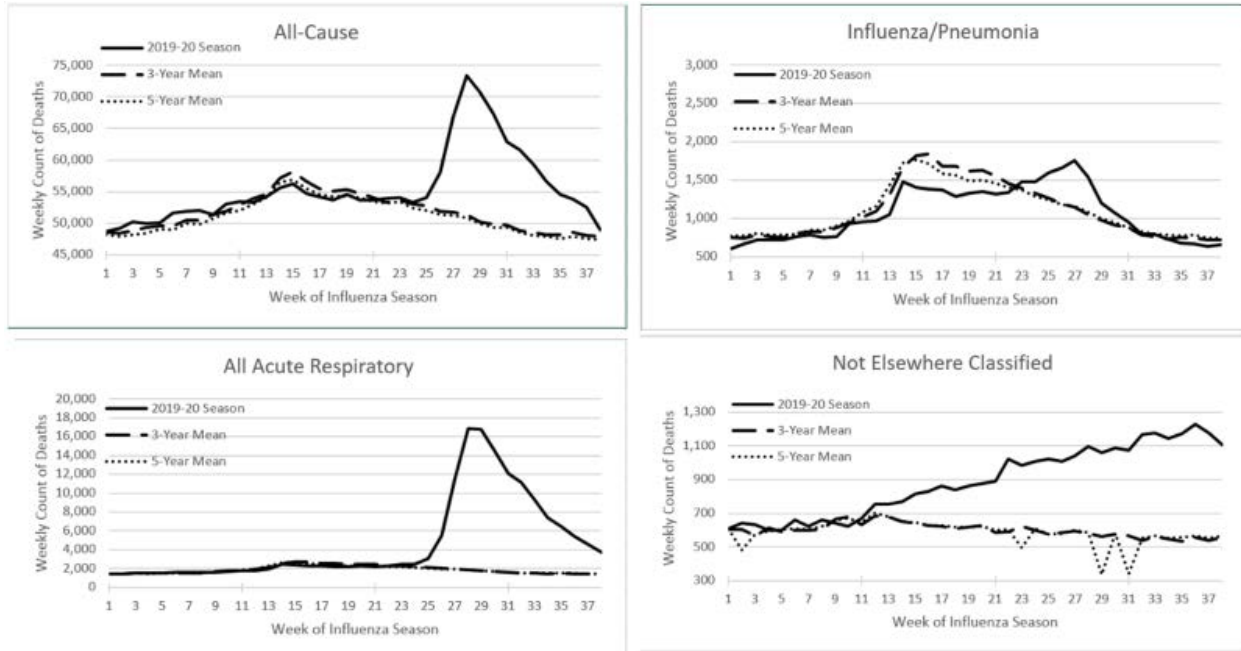 All-Cause
2019-20 Season
3-Year Mean
5-Year Mean
Weekly Count of Deaths
75,000
70,000
65,000
60,000
55,000
50,000
45,000
1 3 5 7 9 11 13 15 17 19 21 23 25 27 29 31 33 35 37
Week of Influenza Season
Influenza/Pneumonia
2019-20 Season
3-Year Mean
5-Year Mean
Weekly Count of Deaths
3,000
2,500
2,000
1,500
1,000
500
1 3 5 7 9 11 13 15 17 19 21 23 25 27 29 31 33 35 37
Week of Influenza Season
All Acute Respiratory
2019-20 Season
3-Year Mean
5-Year Mean
Weekly Count of Deaths
20,000
18,000
16,000
14,000
12,000
10,000
8,000
6,000
4,000
2,000
0
1 3 5 7 9 11 13 15 17 19 21 23 25 27 29 31 33 35 37
Week of Influenza Season
Not Elsewhere Classified
2019-20 Season
3-Year Mean
5-Year Mean
Weekly Count of Deaths
1,300
1,100
900
700
500
300
1 3 5 7 9 11 13 15 17 19 21 23 25 27 29 31 33 35 37
Week of Influenza Season